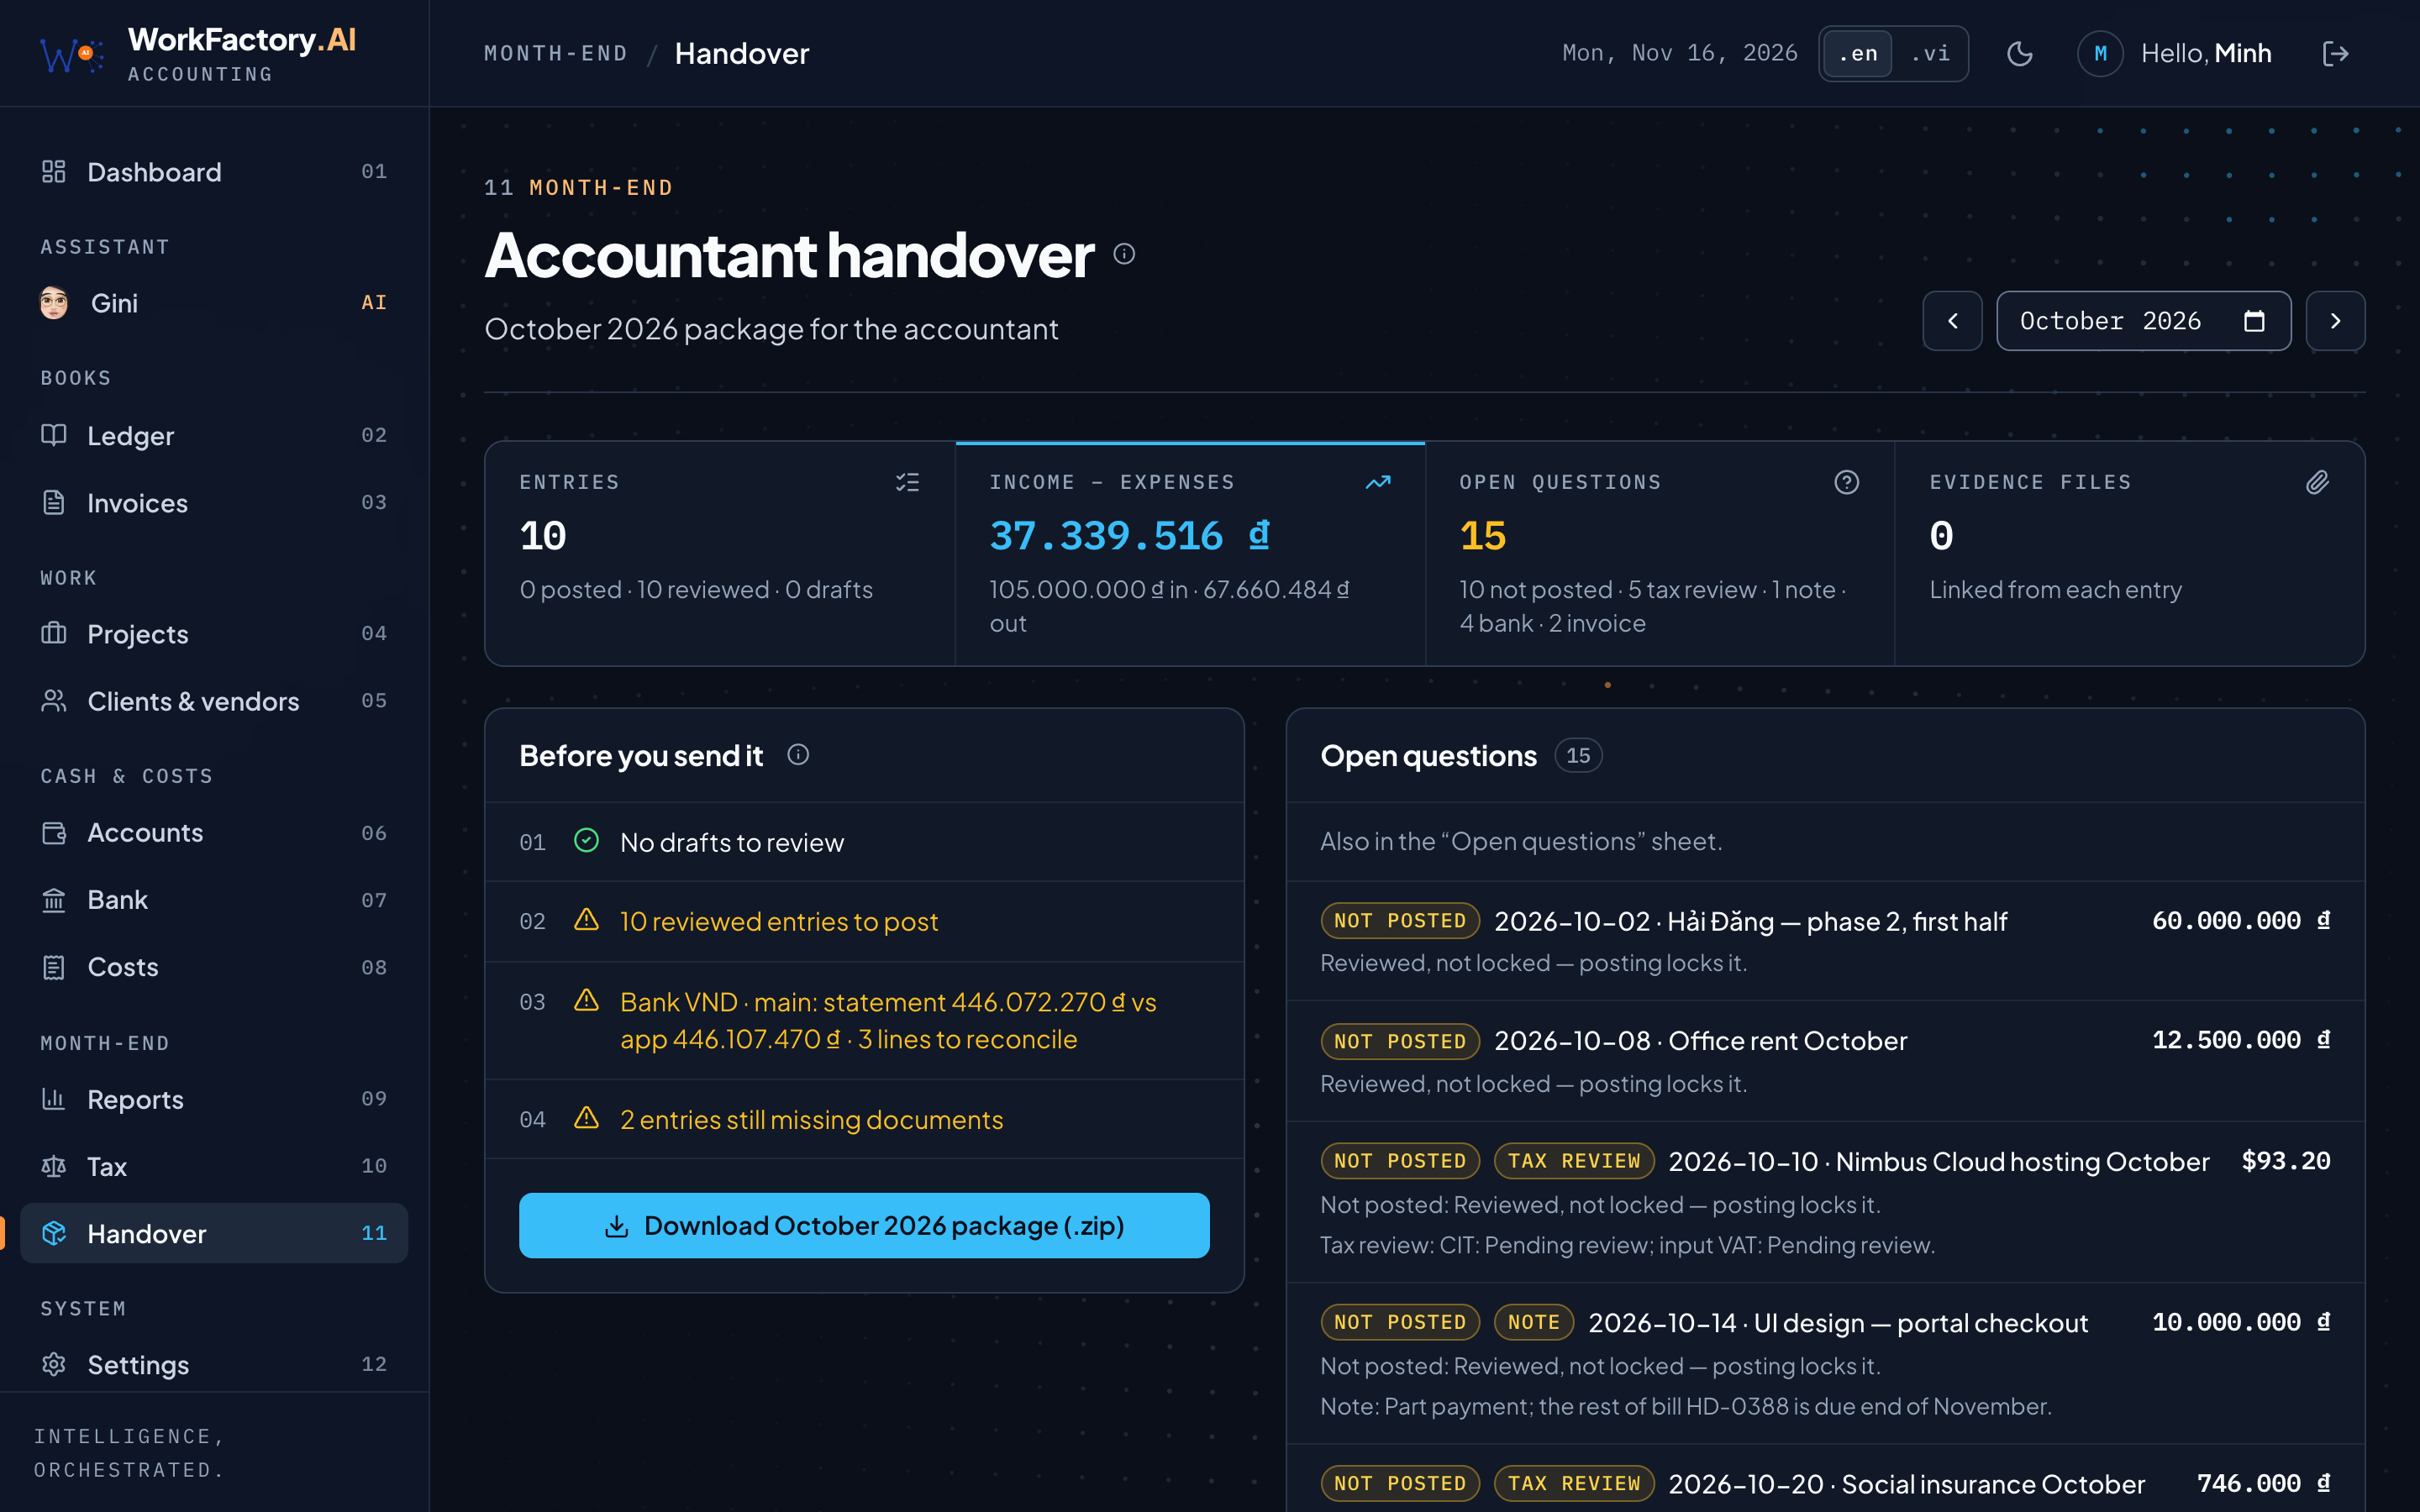 WorkFactory.AI
ACCOUNTING
MONTH-END / Handover
Mon, Nov 16, 2026
.en .vi
M
Hello, Minh
Dashboard 01
ASSISTANT
Gini AI
BOOKS
Ledger 02
Invoices 03
WORK
Projects 04
Clients & vendors 05
CASH & COSTS
Accounts 06
Bank 07
Costs 08
MONTH-END
Reports 09
Tax 10
Handover 11
SYSTEM
Settings 12
INTELLIGENCE,
ORCHESTRATED.
11 MONTH-END
Accountant handover
October 2026 package for the accountant
October 2026
ENTRIES
10
0 posted · 10 reviewed · 0 drafts
INCOME – EXPENSES
37.339.516 ₫
105.000.000 ₫ in · 67.660.484 ₫
out
OPEN QUESTIONS
15
10 not posted · 5 tax review · 1 note ·
4 bank · 2 invoice
EVIDENCE FILES
0
Linked from each entry
Before you send it
01 No drafts to review
02 10 reviewed entries to post
03 Bank VND · main: statement 446.072.270 ₫ vs
app 446.107.470 ₫ · 3 lines to reconcile
04 2 entries still missing documents
Download October 2026 package (.zip)
Open questions 15
Also in the “Open questions” sheet.
NOT POSTED 2026-10-02 · Hải Đăng — phase 2, first half 60.000.000 ₫
Reviewed, not locked — posting locks it.
NOT POSTED 2026-10-08 · Office rent October 12.500.000 ₫
Reviewed, not locked — posting locks it.
NOT POSTED TAX REVIEW 2026-10-10 · Nimbus Cloud hosting October $93.20
Not posted: Reviewed, not locked — posting locks it.
Tax review: CIT: Pending review; input VAT: Pending review.
NOT POSTED NOTE 2026-10-14 · UI design — portal checkout 10.000.000 ₫
Not posted: Reviewed, not locked — posting locks it.
Note: Part payment; the rest of bill HD-0388 is due end of November.
NOT POSTED TAX REVIEW 2026-10-20 · Social insurance October 746.000 ₫